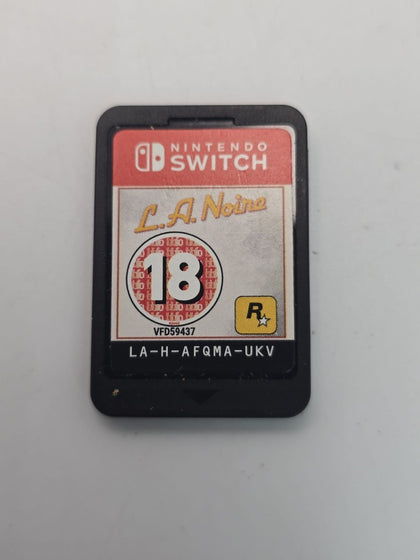 NINTENDO
SWITCH
L.A. Noire
18
VFD59437
R
LA-H-AFQMA-UKV